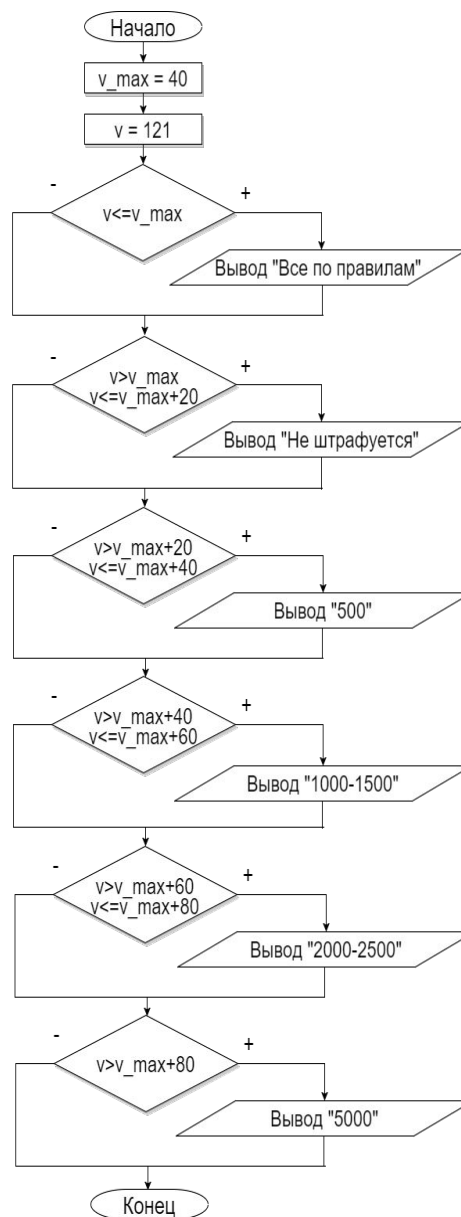 Начало
v_max = 40
v = 121
-
+
v<=v_max
Вывод "Все по правилам"
-
+
v>v_max
v<=v_max+20
Вывод "Не штрафуется"
-
+
v>v_max+20
v<=v_max+40
Вывод "500"
-
+
v>v_max+40
v<=v_max+60
Вывод "1000-1500"
-
+
v>v_max+60
v<=v_max+80
Вывод "2000-2500"
-
+
v>v_max+80
Вывод "5000"
Конец